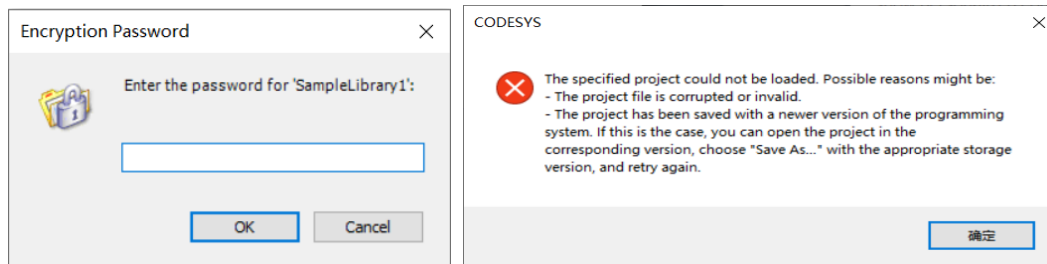 Encryption Password
Enter the password for 'SampleLibrary1':
OK
Cancel
CODESYS
The specified project could not be loaded. Possible reasons might be:
- The project file is corrupted or invalid.
- The project has been saved with a newer version of the programming
system. If this is the case, you can open the project in the
corresponding version, choose "Save As..." with the appropriate storage
version, and retry again.
确定